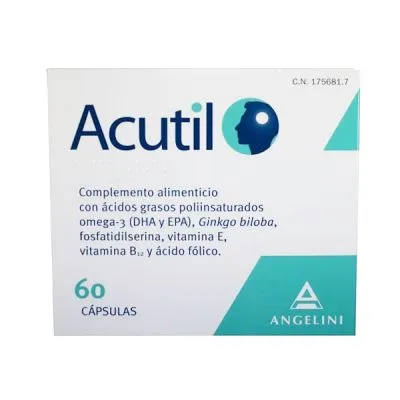 C.N. 175681.7
Acutil
Complemento alimenticio
con ácidos grasos poliinsaturados
omega-3 (DHA y EPA), Ginkgo biloba,
fosfatidilserina, vitamina E,
vitamina B₁₂ y ácido fólico.
60
CÁPSULAS
ANGELINI